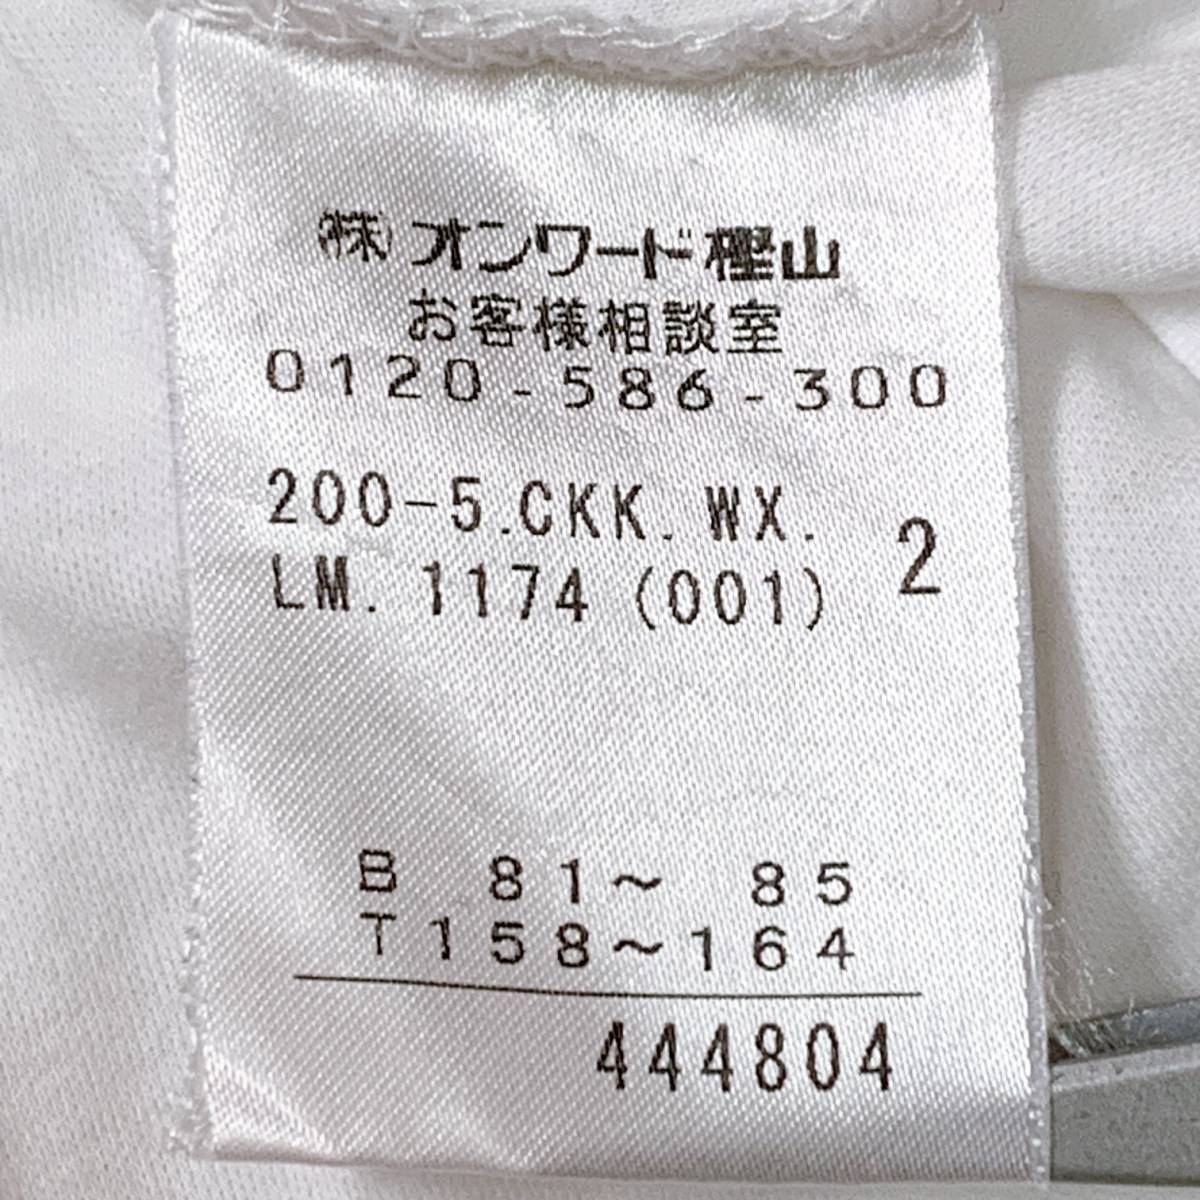 ㈱オンワード樫山
お客様相談室
0120-586-300
200-5.CKK.WX.
2
LM.1174(001)
B 81～ 85
T158～164
444804